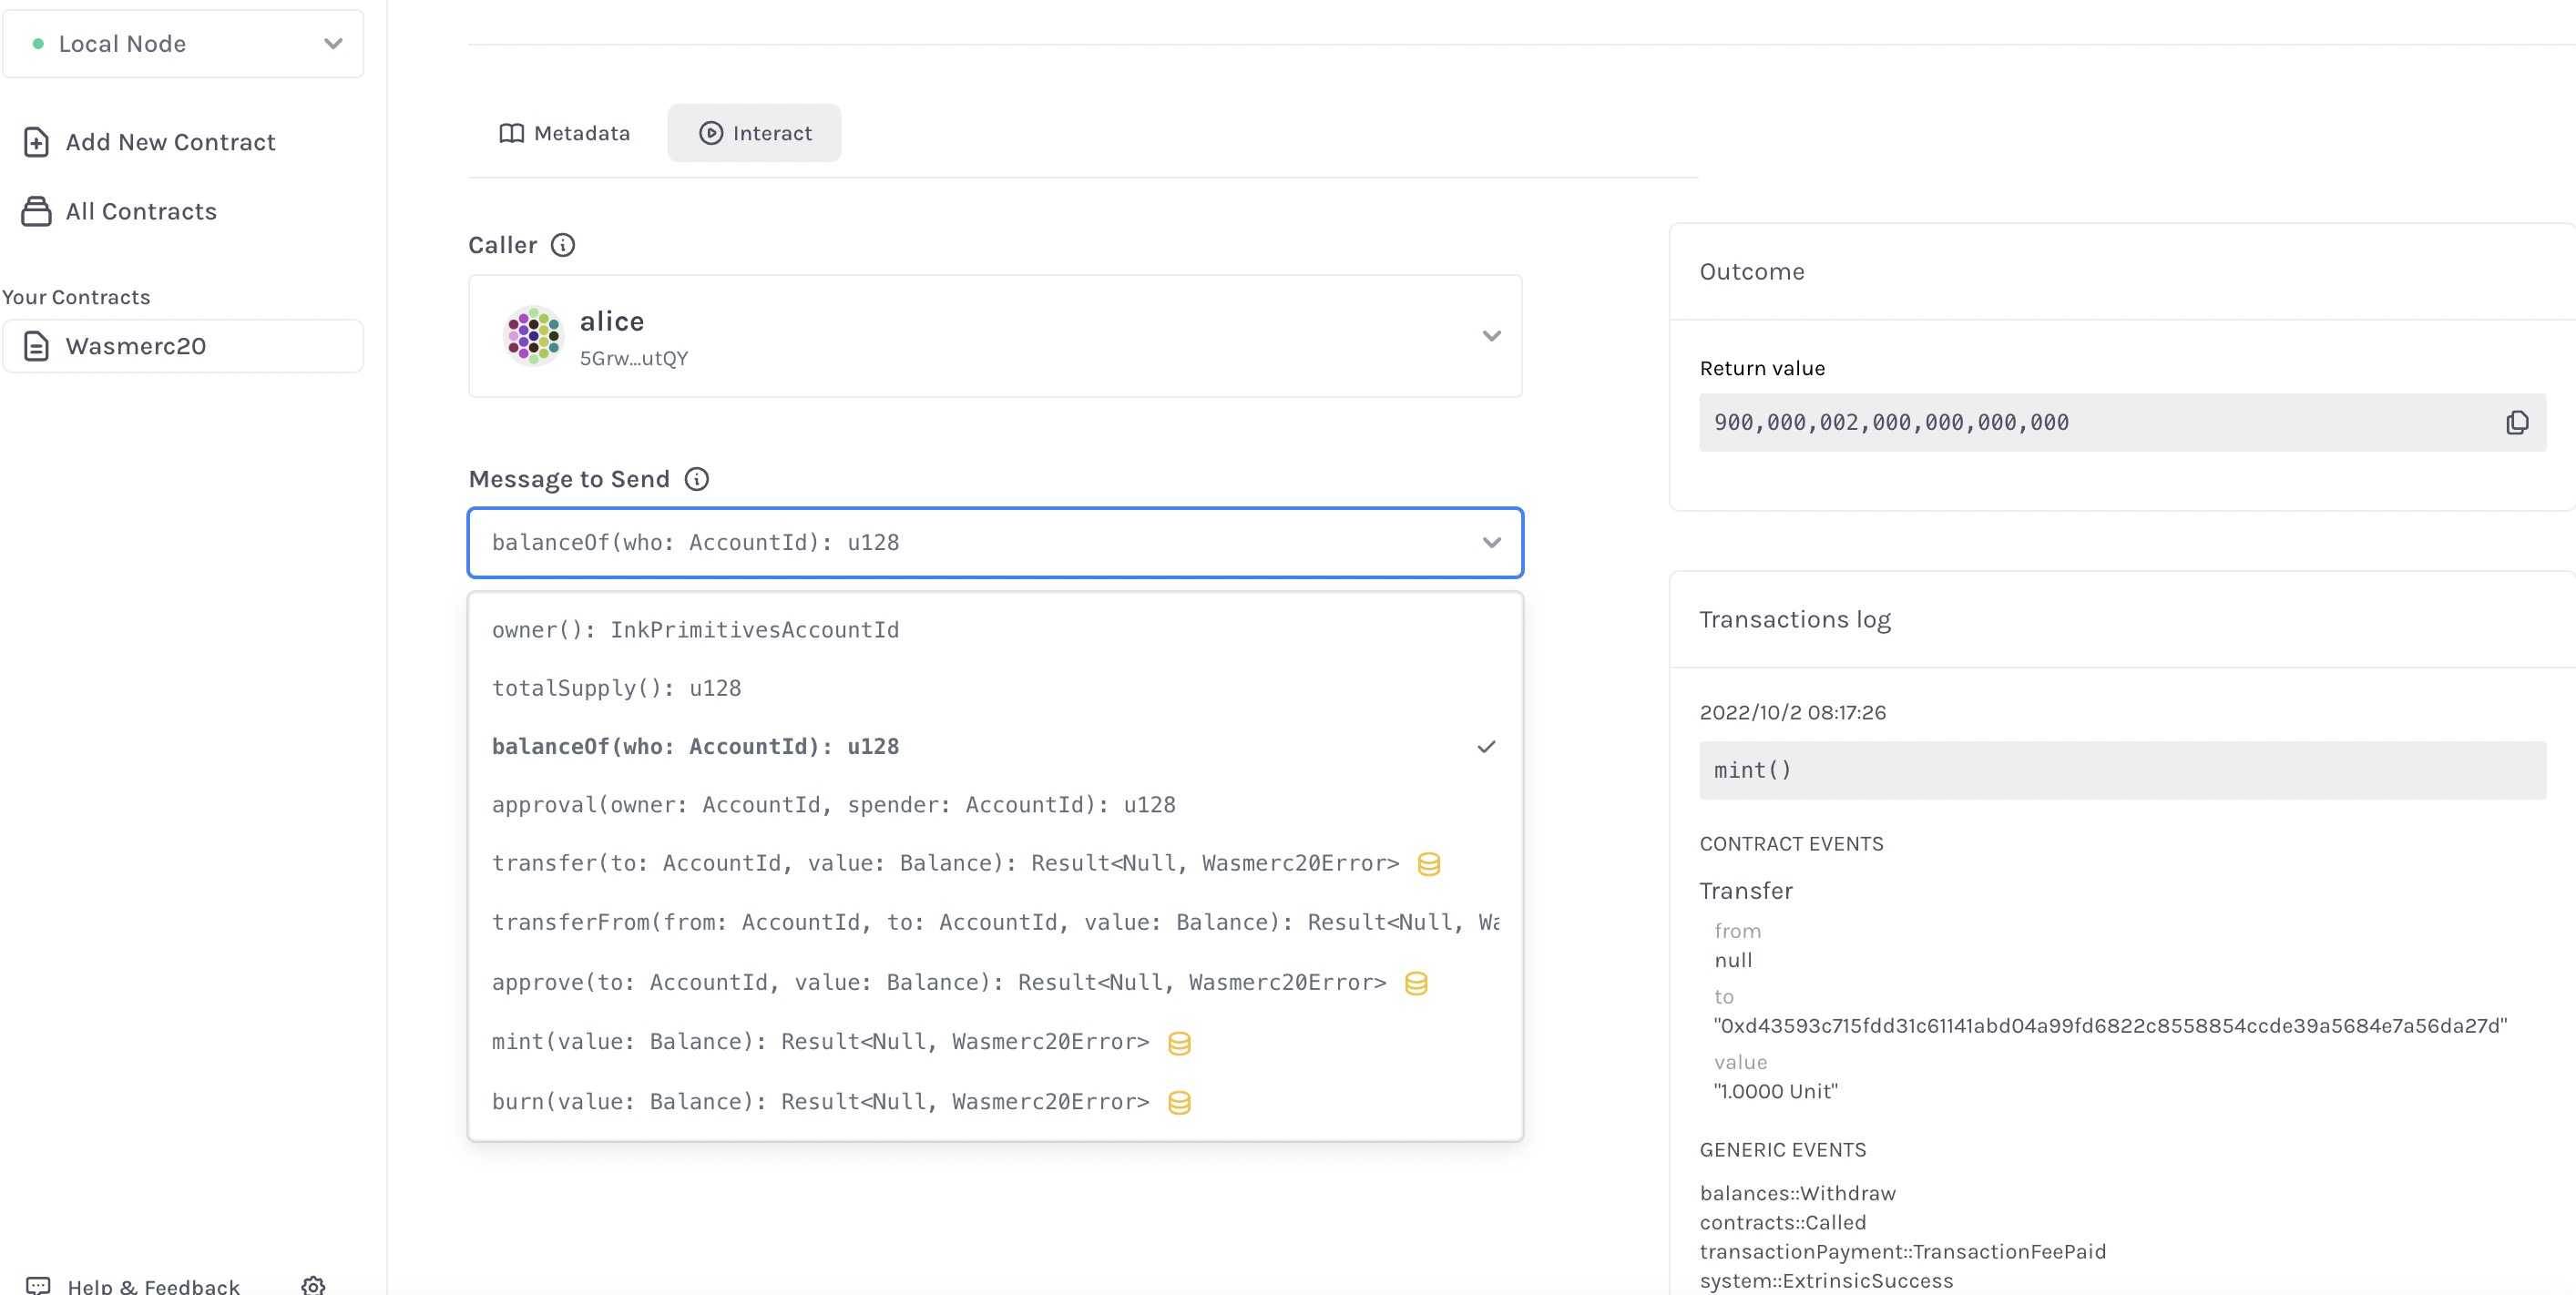 Local Node
Add New Contract
All Contracts
Your Contracts
Wasmerc20
Help & Feedback
Metadata
Interact
Caller
alice
5Grw...utQY
Message to Send
balanceOf(who: AccountId): u128
owner(): InkPrimitivesAccountId
totalSupply(): u128
balanceOf(who: AccountId): u128
approval(owner: AccountId, spender: AccountId): u128
transfer(to: AccountId, value: Balance): Result<Null, Wasmerc20Error>
transferFrom(from: AccountId, to: AccountId, value: Balance): Result<Null, Wa
approve(to: AccountId, value: Balance): Result<Null, Wasmerc20Error>
mint(value: Balance): Result<Null, Wasmerc20Error>
burn(value: Balance): Result<Null, Wasmerc20Error>
Outcome
Return value
900,000,002,000,000,000,000
Transactions log
2022/10/2 08:17:26
mint()
CONTRACT EVENTS
Transfer
from
null
to
"0xd43593c715fdd31c61141abd04a99fd6822c8558854ccde39a5684e7a56da27d"
value
"1.0000 Unit"
GENERIC EVENTS
balances::Withdraw
contracts::Called
transactionPayment::TransactionFeePaid
system::ExtrinsicSuccess